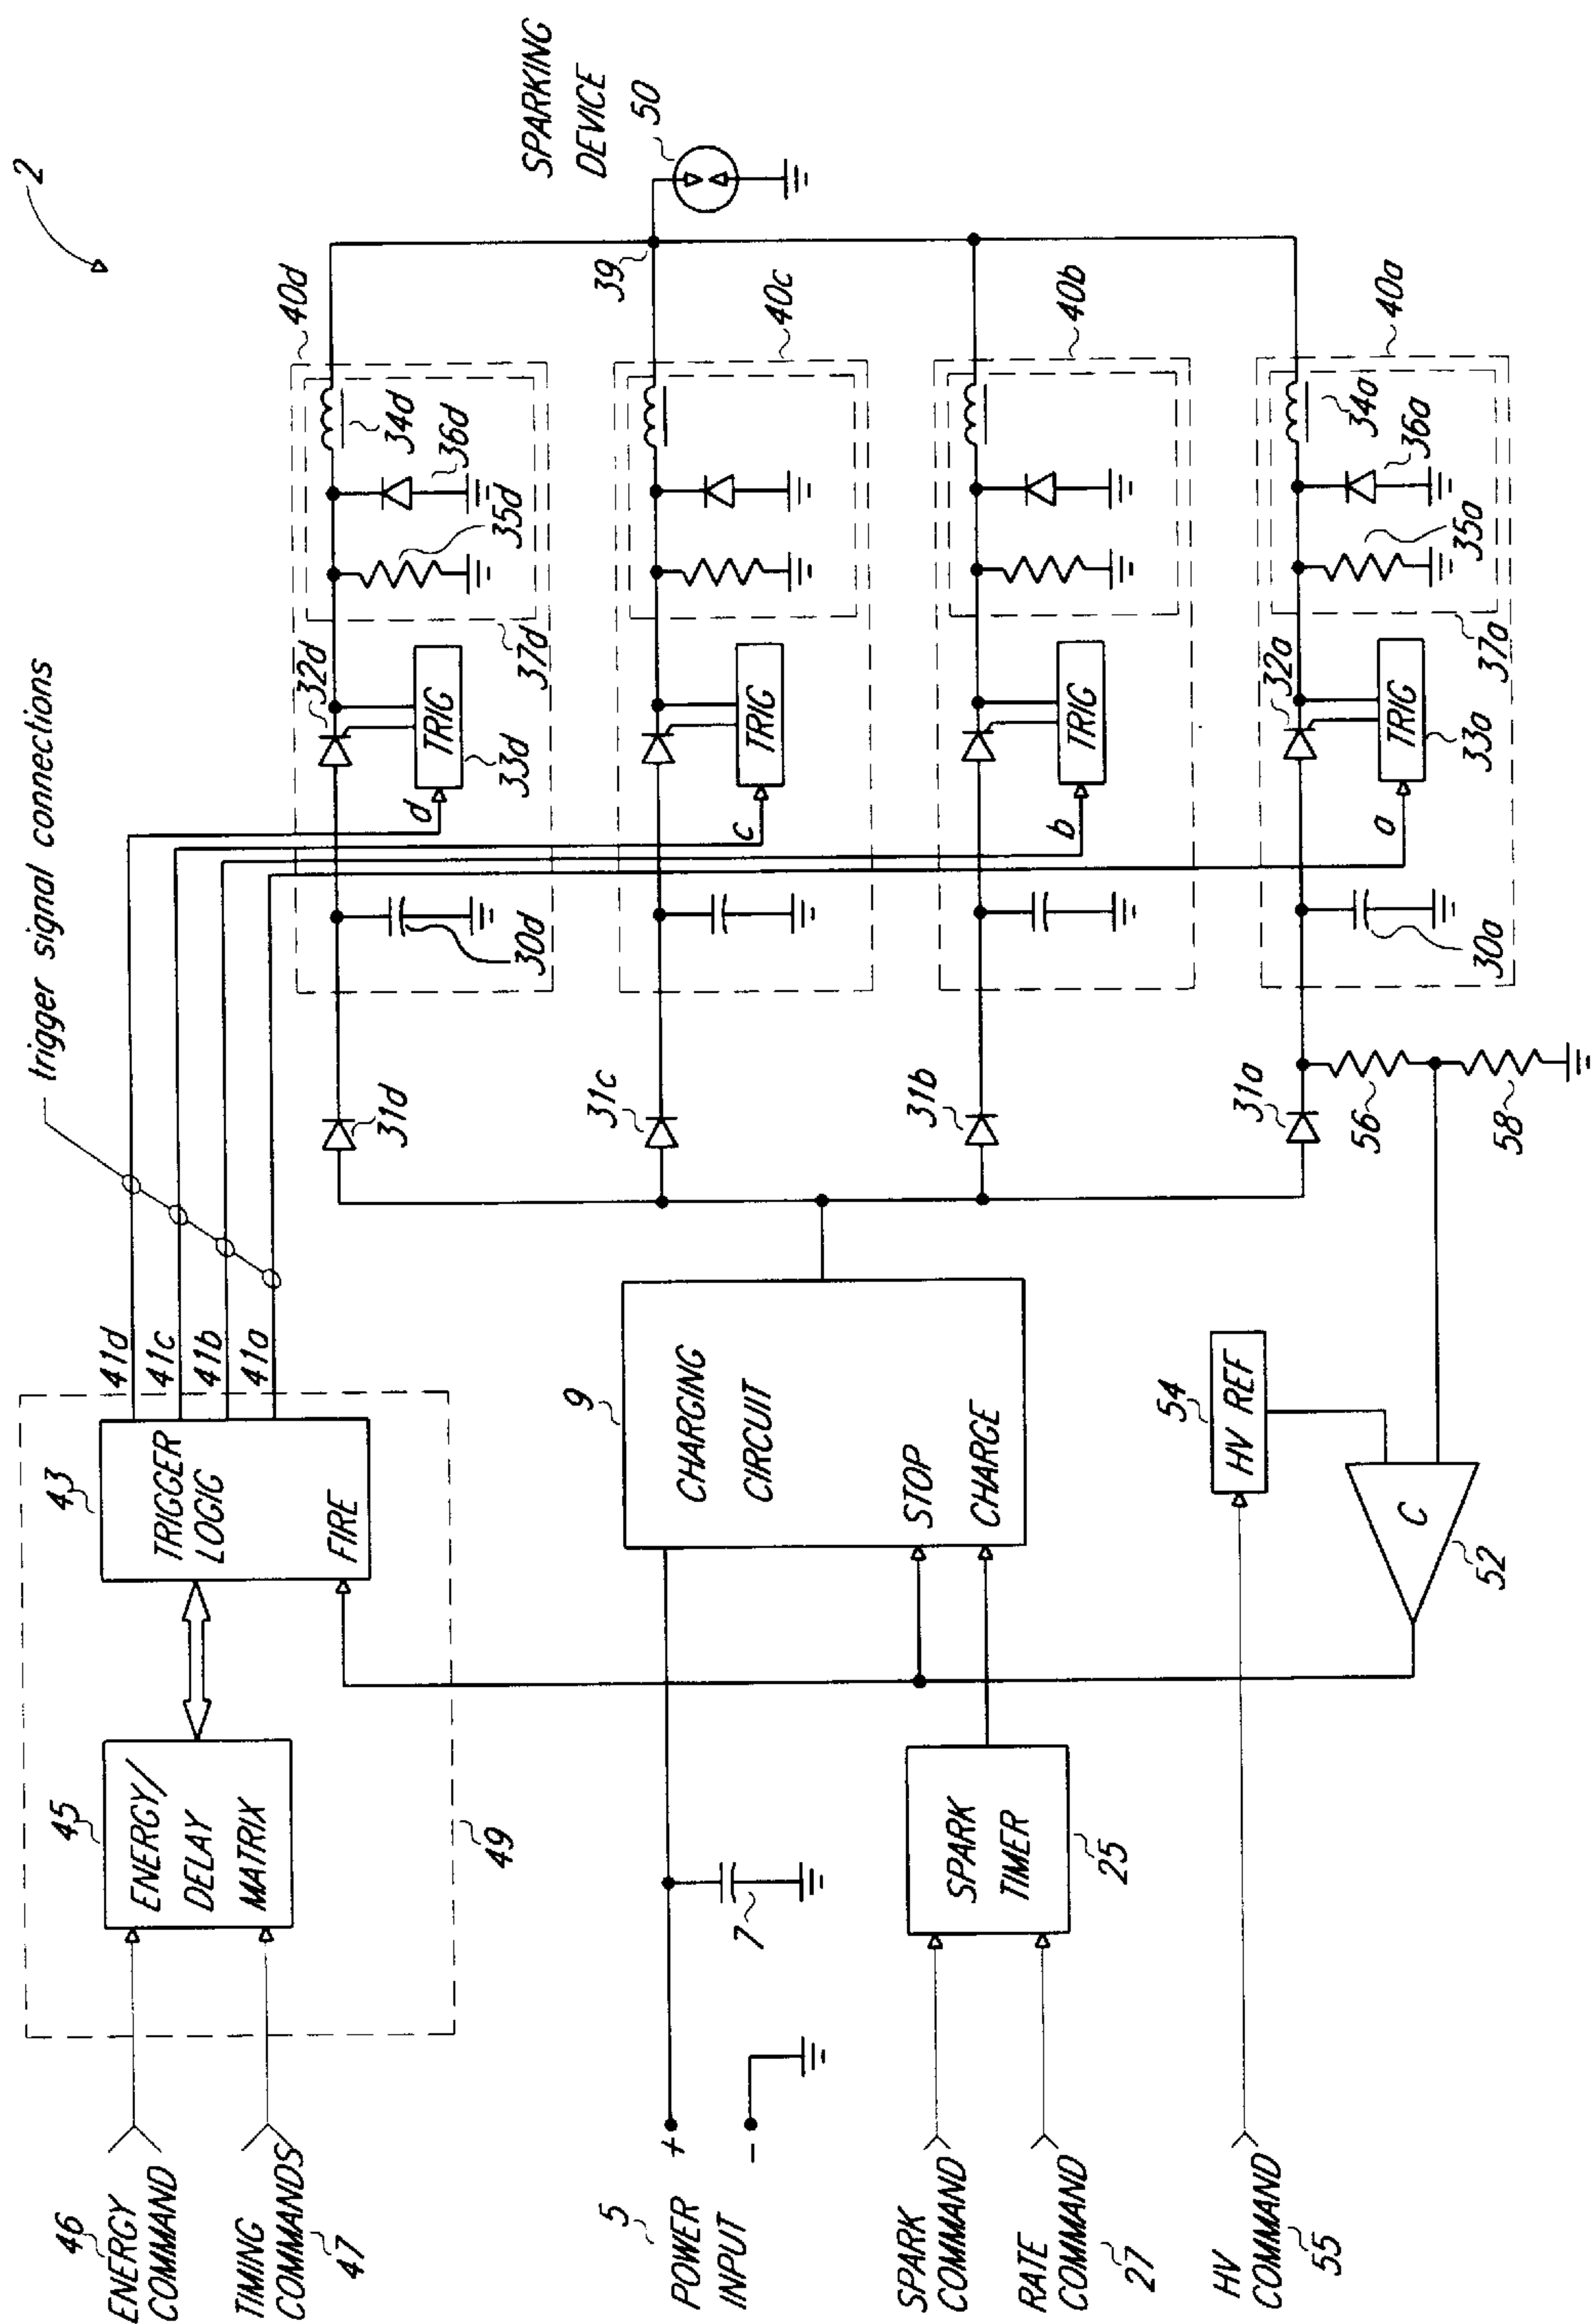 2
trigger signal connections
41d
41c
41b
41a
43
TRIGGER
LOGIC
FIRE
45
ENERGY/
DELAY
MATRIX
49
46
ENERGY
COMMAND
TIMING
COMMANDS
47
5
POWER
INPUT
+
-
7
9
CHARGING
CIRCUIT
STOP
CHARGE
SPARK
TIMER
25
SPARK
COMMAND
RATE
COMMAND
27
HV
COMMAND
55
54
HV REF
C
52
56
58
31d
31c
31b
31a
40d
30d
d
32d
TRIG
33d
37d
35d
36d
34d
40c
c
TRIG
40b
b
TRIG
40a
30a
a
32a
TRIG
33a
37a
35a
36a
34a
39
SPARKING
DEVICE
50